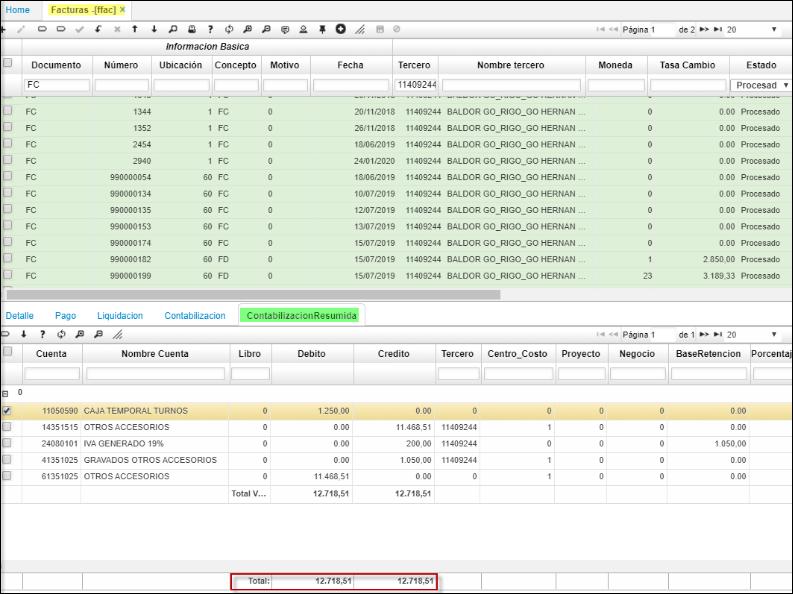 Home Facturas -[ffac] ×
Página 1 de 2 20
Informacion Basica
Documento Número Ubicación Concepto Motivo Fecha Tercero Nombre tercero Moneda Tasa Cambio Estado
FC 11409244 Procesad
FC 1344 1 FC 0 20/11/2018 11409244 BALDOR GO_RIGO_GO HERNAN ... 0 0.00 Procesado
FC 1352 1 FC 0 26/11/2018 11409244 BALDOR GO_RIGO_GO HERNAN ... 0 0.00 Procesado
FC 2454 1 FC 0 18/06/2019 11409244 BALDOR GO_RIGO_GO HERNAN ... 0 0.00 Procesado
FC 2940 1 FC 0 24/01/2020 11409244 BALDOR GO_RIGO_GO HERNAN ... 0 0.00 Procesado
FC 990000054 60 FC 0 18/06/2019 11409244 BALDOR GO_RIGO_GO HERNAN ... 0 0.00 Procesado
FC 990000134 60 FC 0 10/07/2019 11409244 BALDOR GO_RIGO_GO HERNAN ... 0 0.00 Procesado
FC 990000135 60 FC 0 12/07/2019 11409244 BALDOR GO_RIGO_GO HERNAN ... 0 0.00 Procesado
FC 990000153 60 FC 0 13/07/2019 11409244 BALDOR GO_RIGO_GO HERNAN ... 0 0.00 Procesado
FC 990000174 60 FC 0 15/07/2019 11409244 BALDOR GO_RIGO_GO HERNAN ... 0 0.00 Procesado
FC 990000182 60 FD 0 15/07/2019 11409244 BALDOR GO_RIGO_GO HERNAN ... 1 2.850,00 Procesado
FC 990000199 60 FD 0 15/07/2019 11409244 BALDOR GO_RIGO_GO HERNAN ... 23 3.189,33 Procesado
Detalle Pago Liquidacion Contabilizacion ContabilizacionResumida
Página 1 de 1 20
Cuenta Nombre Cuenta Libro Debito Credito Tercero Centro_Costo Proyecto Negocio BaseRetencion Porcentaj
0
11050590 CAJA TEMPORAL TURNOS 0 1.250,00 0.00 0 0 0 0 0.00
14351515 OTROS ACCESORIOS 0 0.00 11.468,51 11409244 1 0 0 0.00
24080101 IVA GENERADO 19% 0 0.00 200,00 11409244 0 0 0 1.050,00
41351025 GRAVADOS OTROS ACCESORIOS 0 0.00 1.050,00 11409244 1 0 0 0.00
61351025 OTROS ACCESORIOS 0 11.468,51 0.00 0 1 0 0 0.00
Total V... 12.718,51 12.718,51
Total: 12.718,51 12.718,51